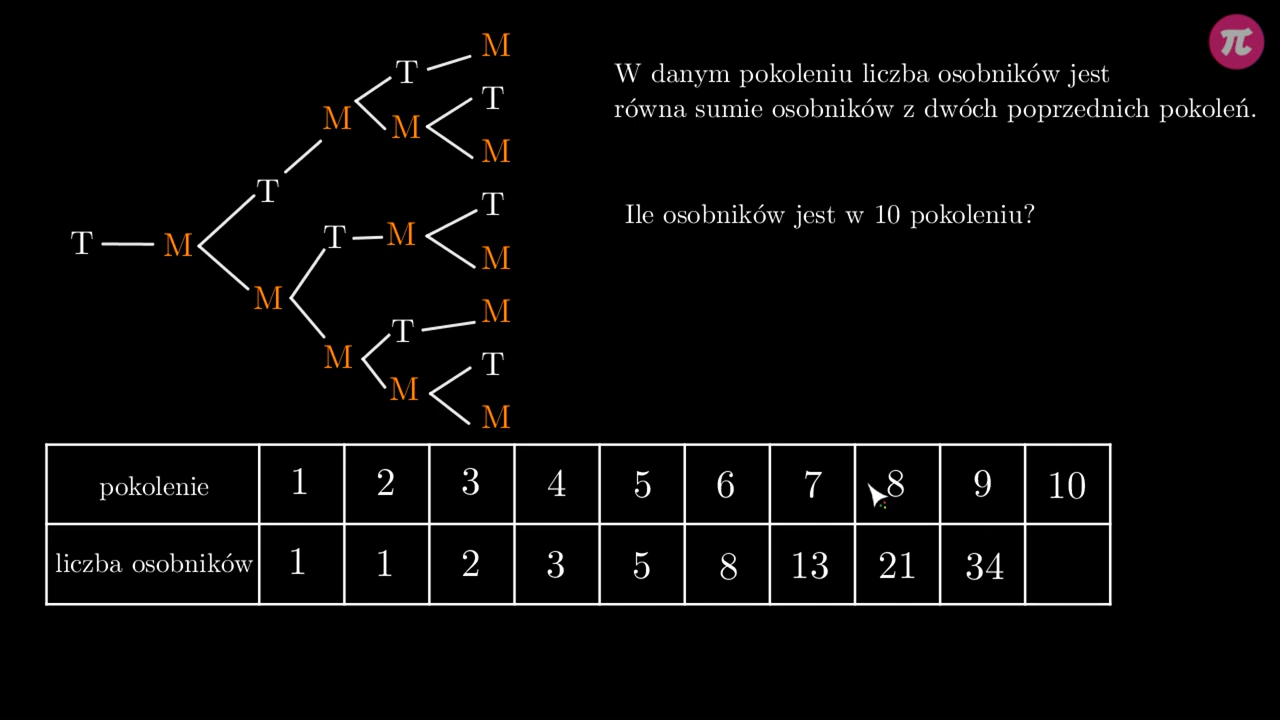 W danym pokoleniu liczba osobników jest
równa sumie osobników z dwóch poprzednich pokoleń.
Ile osobników jest w 10 pokoleniu?
M
T
T
M
M
M
T
T
T
M
T
M
M
M
M
T
M
T
M
M
pokolenie 1 2 3 4 5 6 7 8 9 10
liczba osobników 1 1 2 3 5 8 13 21 34
π